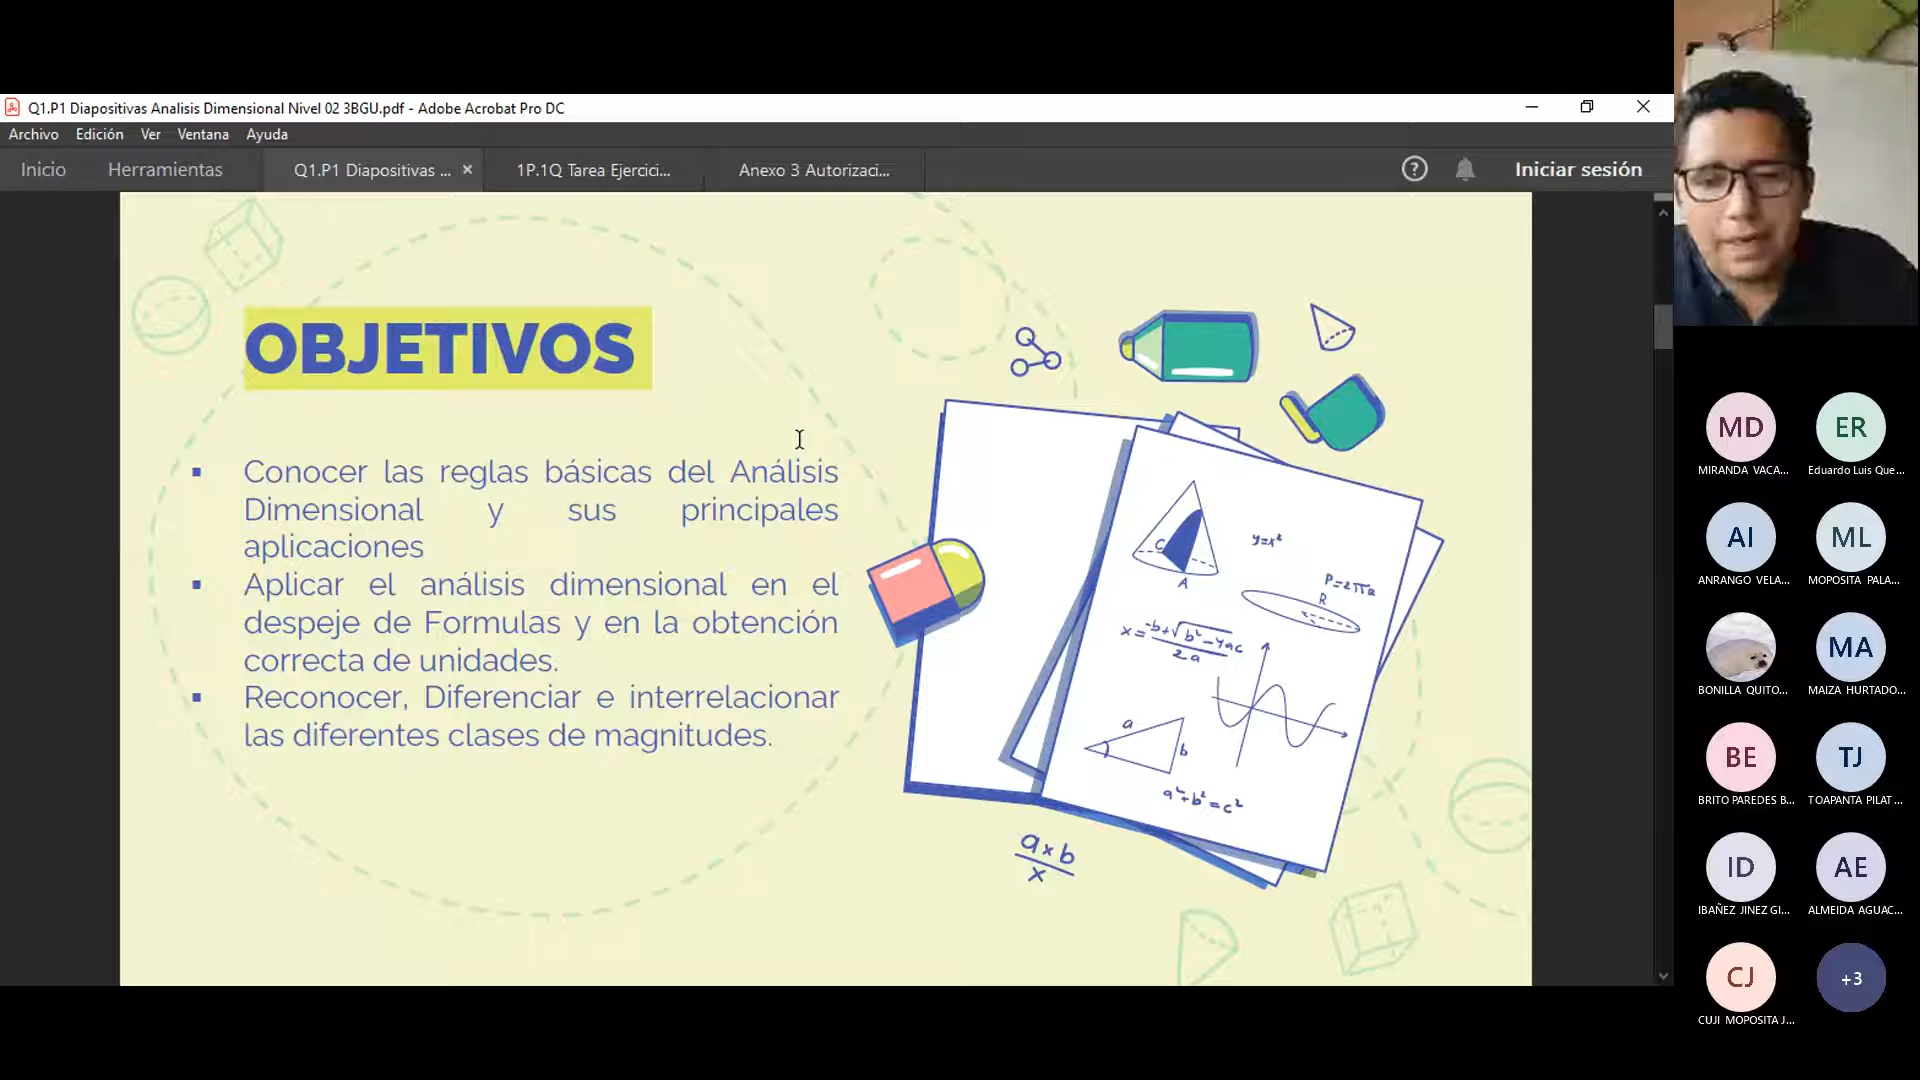 Q1.P1 Diapositivas Analisis Dimensional Nivel 02 3BGU.pdf - Adobe Acrobat Pro DC
Archivo Edición Ver Ventana Ayuda
Inicio Herramientas Q1.P1 Diapositivas ... × 1P.1Q Tarea Ejercici... Anexo 3 Autorizaci... ? Iniciar sesión
OBJETIVOS
Conocer las reglas básicas del Análisis
Dimensional y sus principales
aplicaciones
Aplicar el análisis dimensional en el
despeje de Formulas y en la obtención
correcta de unidades.
Reconocer, Diferenciar e interrelacionar
las diferentes clases de magnitudes.
C
A
y=x²
P=2πR
R
x=-b+√b²-4ac
2a
a
b
a²+b²=c²
a×b
x
MD ER
MIRANDA VACA... Eduardo Luis Que...
AI ML
ANRANGO VELA... MOPOSITA PALA...
MA
BONILLA QUITO... MAIZA HURTADO...
BE TJ
BRITO PAREDES B... TOAPANTA PILAT...
ID AE
IBAÑEZ JINEZ GI... ALMEIDA AGUAC...
CJ +3
CUJI MOPOSITA J...